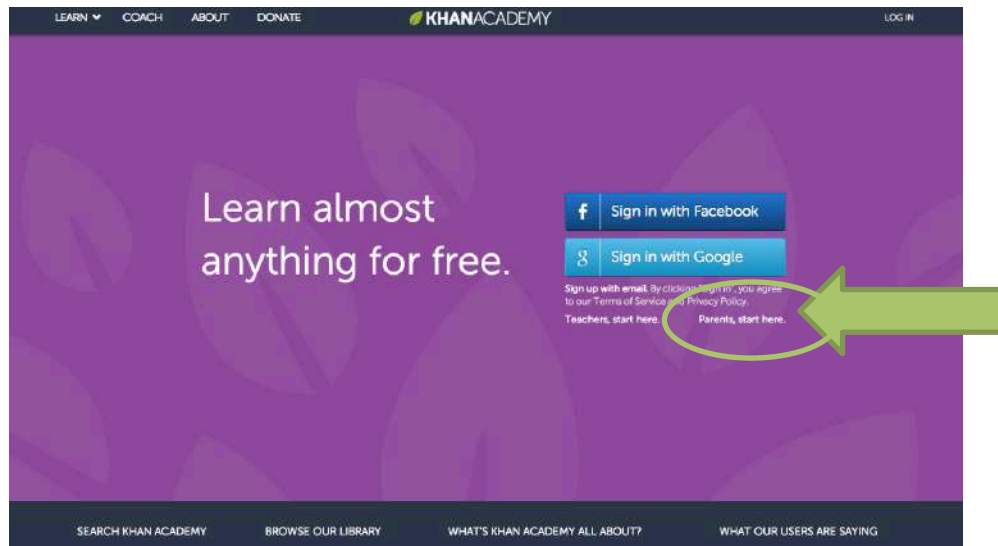 LEARN COACH ABOUT DONATE KHANACADEMY LOG IN
Learn almost
anything for free.
f Sign in with Facebook
g Sign in with Google
Sign up with email. By clicking "Sign in", you agree
to our Terms of Service and Privacy Policy.
Teachers, start here. Parents, start here.
SEARCH KHAN ACADEMY BROWSE OUR LIBRARY WHAT'S KHAN ACADEMY ALL ABOUT? WHAT OUR USERS ARE SAYING